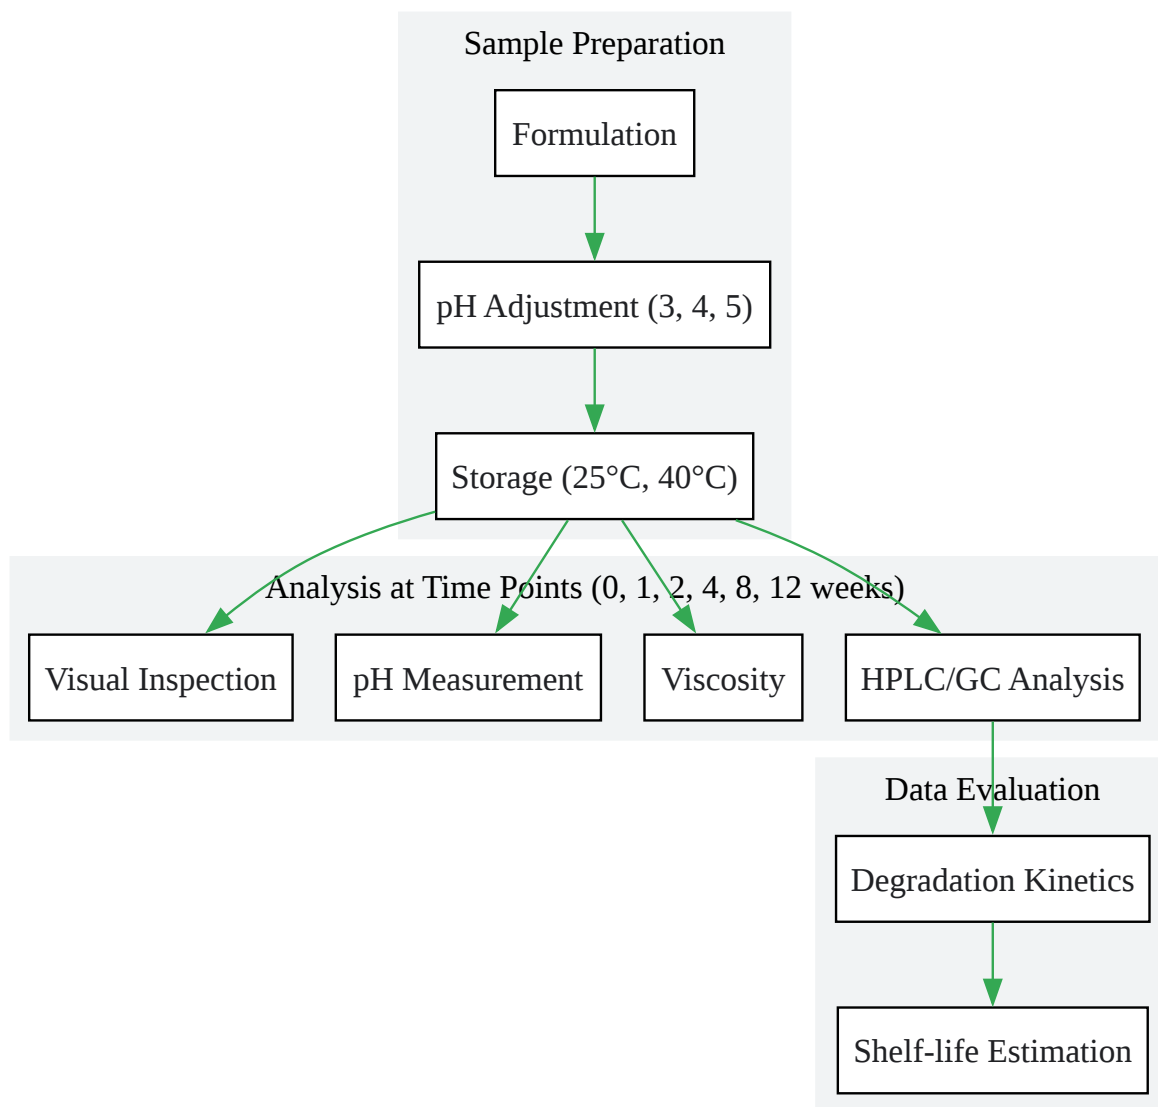 Sample Preparation
Formulation
pH Adjustment (3, 4, 5)
Storage (25°C, 40°C)
Analysis at Time Points (0, 1, 2, 4, 8, 12 weeks)
Visual Inspection
pH Measurement
Viscosity
HPLC/GC Analysis
Data Evaluation
Degradation Kinetics
Shelf-life Estimation